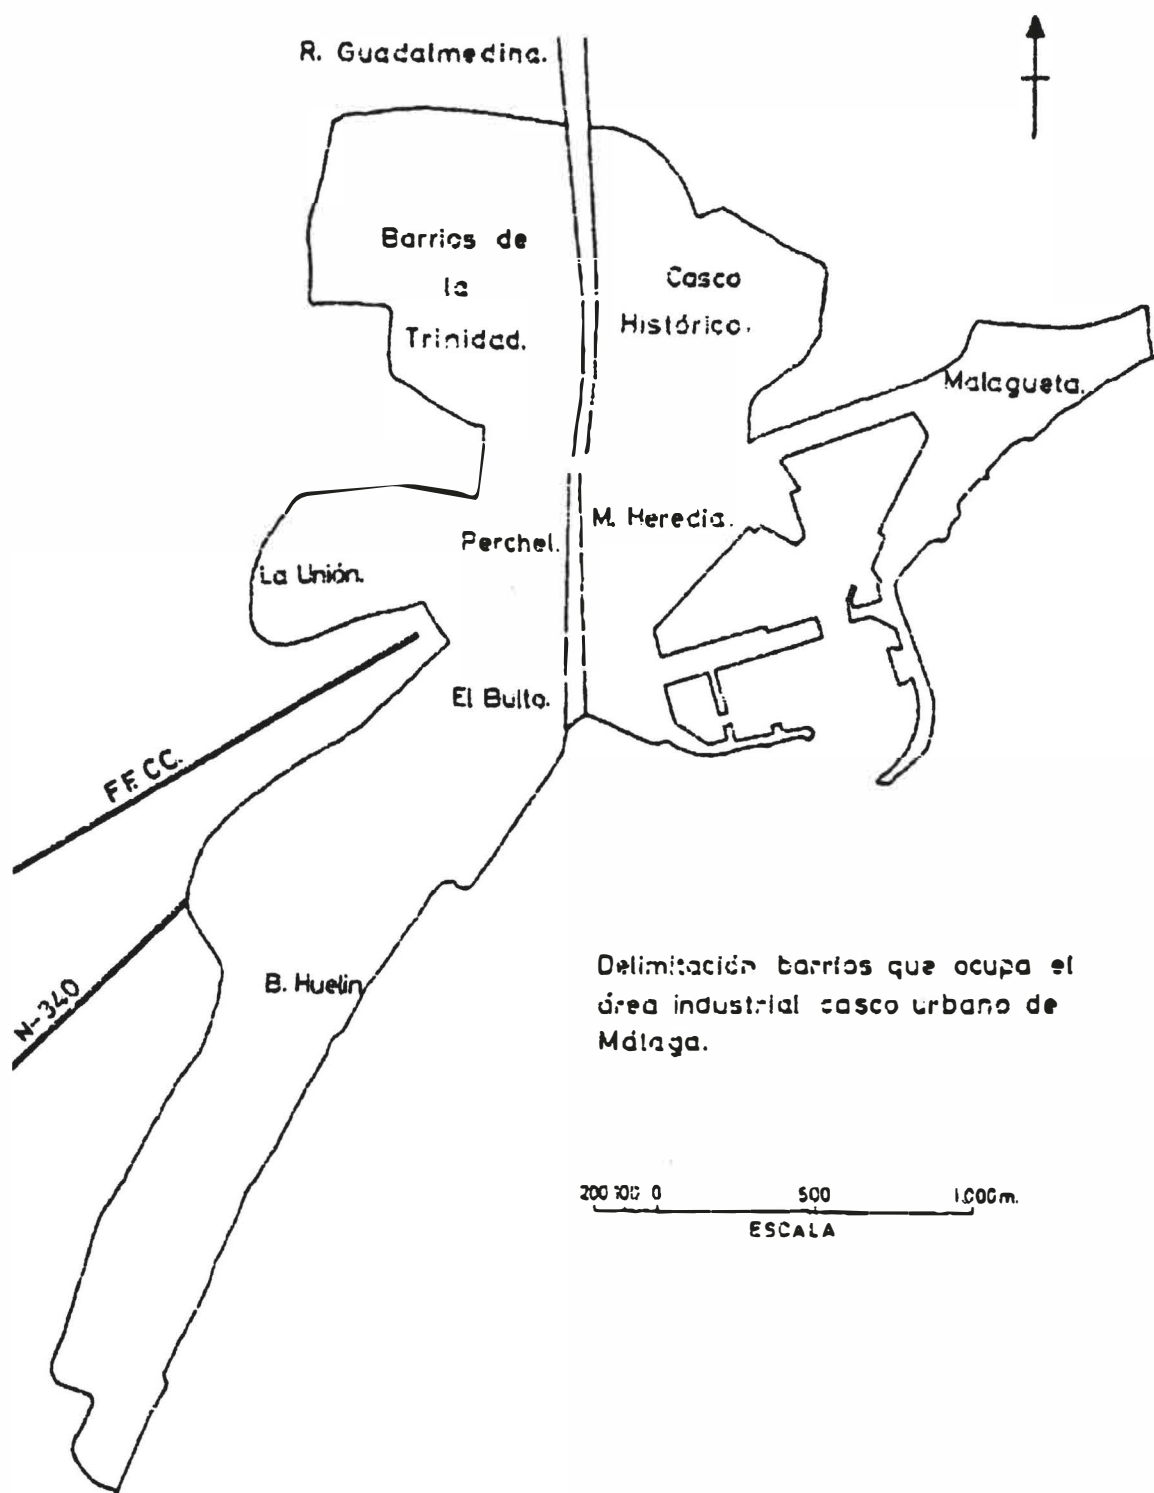 R. Guadalmedina.
Barrios de
la
Trinidad.
Casco
Histórico.
Malagueta.
M. Heredia.
Perchel.
La Unión.
El Bulto.
FF. CC.
N-340
B. Huelin
Delimitación barrios que ocupa el
área industrial casco urbano de
Málaga.
200 100 0 500 1.000 m.
ESCALA